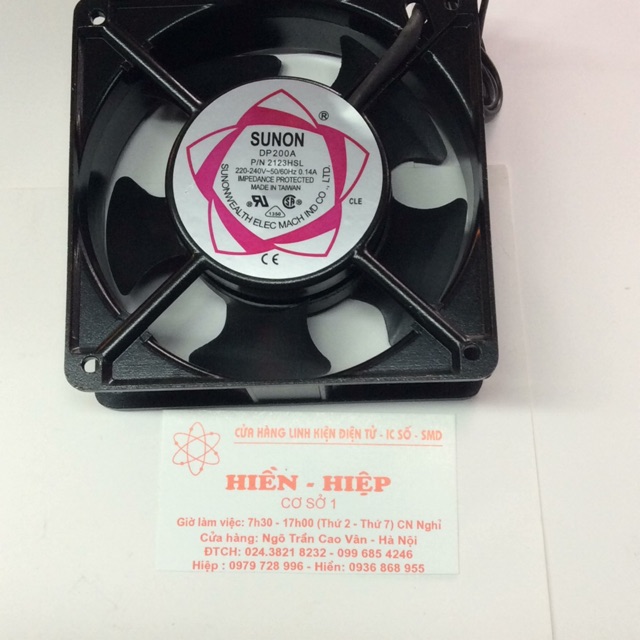 ®
SUNON
DP200A
P/N 2123HSL
220-240V~50/60Hz 0.14A
IMPEDANCE PROTECTED
MADE IN TAIWAN
CLE
1350
SUNONWEALTH ELEC MACH IND CO., LTD.
CE
CỬA HÀNG LINH KIỆN ĐIỆN TỬ - IC SỐ - SMD
HIỀN - HIỆP
CƠ SỞ 1
Giờ làm việc: 7h30 - 17h00 (Thứ 2 - Thứ 7) CN Nghỉ
Cửa hàng: Ngõ Trần Cao Vân - Hà Nội
ĐTCH: 024.3821 8232 - 099 685 4246
Hiệp : 0979 728 996 - Hiền: 0936 868 955